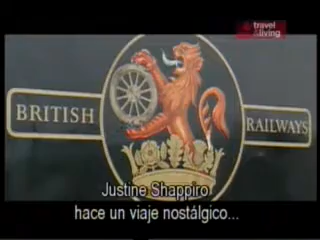 travel
&living
BRITISH
RAILWAYS
Justine Shappiro
hace un viaje nostálgico...